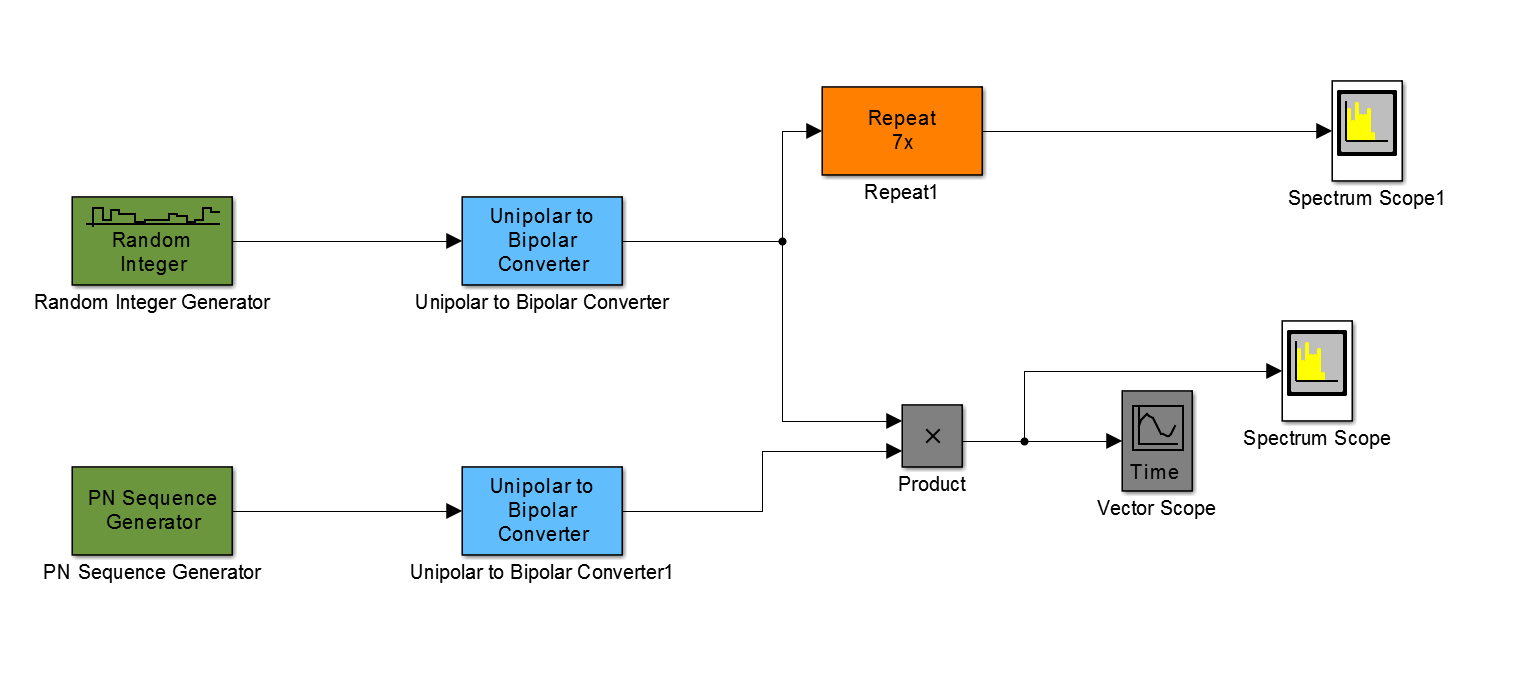 Repeat
7x
Repeat1
Spectrum Scope1
Random
Integer
Random Integer Generator
Unipolar to
Bipolar
Converter
Unipolar to Bipolar Converter
×
Product
Time
Vector Scope
Spectrum Scope
PN Sequence
Generator
PN Sequence Generator
Unipolar to
Bipolar
Converter
Unipolar to Bipolar Converter1